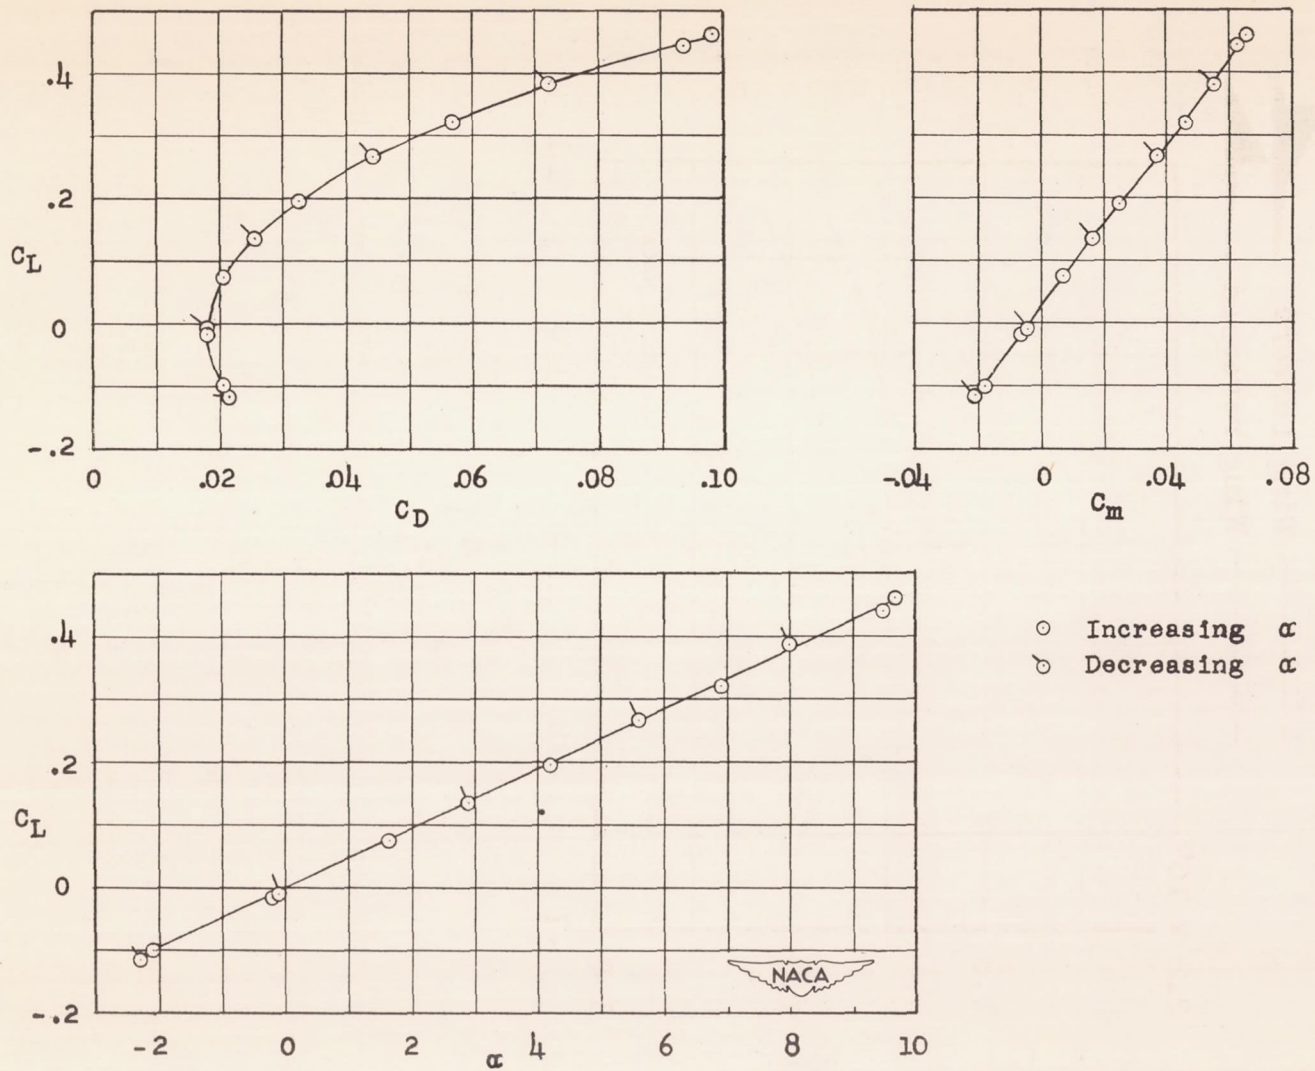 .4
.2
C_L
0
-.2
0 .02 .04 .06 .08 .10
C_D
-.04 0 .04 .08
C_m
.4
.2
C_L
0
-.2
-2 0 2 4 6 8 10
α
Increasing α
Decreasing α
NACA